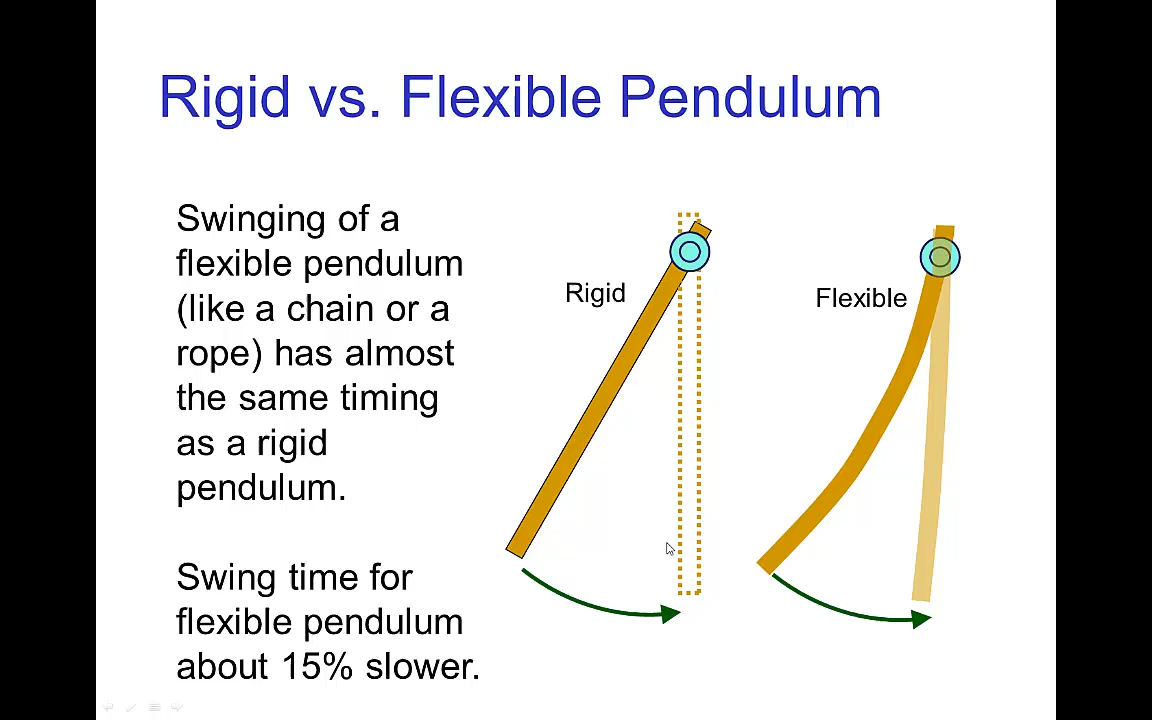 Rigid vs. Flexible Pendulum
Swinging of a
flexible pendulum
(like a chain or a
rope) has almost
the same timing
as a rigid
pendulum.
Swing time for
flexible pendulum
about 15% slower.
Rigid
Flexible